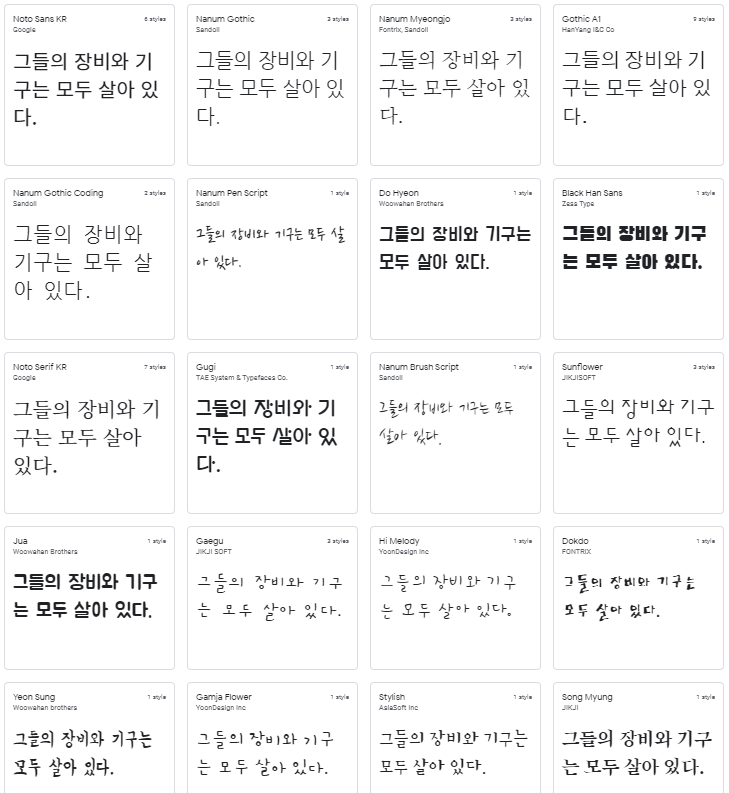 Noto Sans KR 6 styles
Google
그들의 장비와 기
구는 모두 살아 있
다.
Nanum Gothic 3 styles
Sandoll
그들의 장비와 기
구는 모두 살아 있
다.
Nanum Myeongjo 3 styles
Fontrix, Sandoll
그들의 장비와 기
구는 모두 살아 있
다.
Gothic A1 9 styles
HanYang I&C Co
그들의 장비와 기
구는 모두 살아 있
다.
Nanum Gothic Coding 2 styles
Sandoll
그들의 장비와
기구는 모두 살
아 있다.
Nanum Pen Script 1 style
Sandoll
그들의 장비와 기구는 모두 살
아 있다.
Do Hyeon 1 style
Woowahan Brothers
그들의 장비와 기구는
모두 살아 있다.
Black Han Sans 1 style
Zess Type
그들의 장비와 기구
는 모두 살아 있다.
Noto Serif KR 7 styles
Google
그들의 장비와 기
구는 모두 살아
있다.
Gugi 1 style
TAE System & Typefaces Co.
그들의 장비와 기
구는 모두 살아 있
다.
Nanum Brush Script 1 style
Sandoll
그들의 장비와 기구는 모두
살아 있다.
Sunflower 3 styles
JIKJISOFT
그들의 장비와 기구
는 모두 살아 있다.
Jua 1 style
Woowahan Brothers
그들의 장비와 기구
는 모두 살아 있다.
Gaegu 3 styles
JIKJI SOFT
그들의 장비와 기구
는 모두 살아 있다.
Hi Melody 1 style
YoonDesign Inc
그들의 장비와 기구
는 모두 살아 있다.
Dokdo 1 style
FONTRIX
그들의 장비와 기구는
모두 살아 있다.
Yeon Sung 1 style
Woowahan brothers
그들의 장비와 기구는
모두 살아 있다.
Gamja Flower 1 style
YoonDesign Inc
그들의 장비와 기구
는 모두 살아 있다.
Stylish 1 style
AsiaSoft Inc
그들의 장비와 기구는
모두 살아 있다.
Song Myung 1 style
JIKJI
그들의 장비와 기구
는 모두 살아 있다.